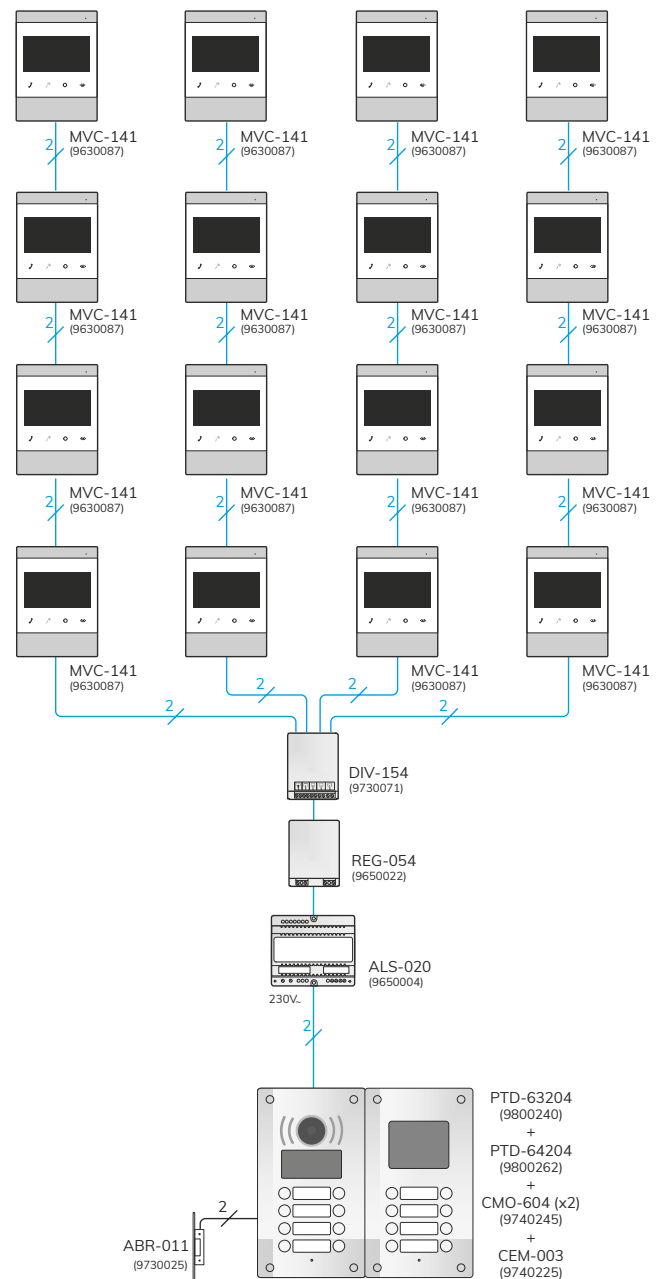 2 MVC-141 2 MVC-141 2 MVC-141 2 MVC-141
(9630087) (9630087) (9630087) (9630087)
2 MVC-141 2 MVC-141 2 MVC-141 2 MVC-141
(9630087) (9630087) (9630087) (9630087)
2 MVC-141 2 MVC-141 2 MVC-141 2 MVC-141
(9630087) (9630087) (9630087) (9630087)
MVC-141 MVC-141 MVC-141
(9630087) (9630087) (9630087)
2 2
2 2
DIV-154
(9730071)
REG-054
(9650022)
ALS-020
(9650004)
230V~
2
PTD-63204
(9800240)
+
PTD-64204
(9800262)
+
CMO-604 (x2)
(9740245)
+
CEM-003
(9740225)
2
ABR-011
(9730025)